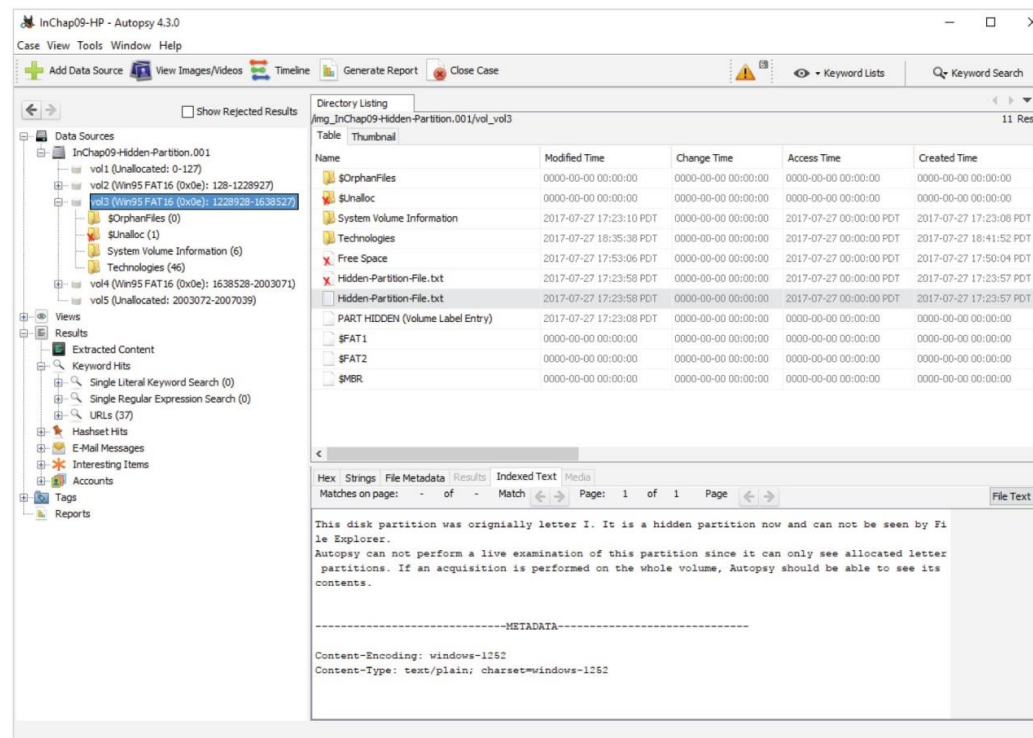 InChap09-HP - Autopsy 4.3.0
Case View Tools Window Help
Add Data Source View Images/Videos Timeline Generate Report Close Case Keyword Lists Keyword Search
Show Rejected Results
Data Sources
InChap09-Hidden-Partition.001
vol1 (Unallocated: 0-127)
vol2 (Win95 FAT16 (0x0e): 128-1228927)
vol3 (Win95 FAT16 (0x0e): 1228928-1638527)
$OrphanFiles (0)
$Unalloc (1)
System Volume Information (6)
Technologies (46)
vol4 (Win95 FAT16 (0x0e): 1638528-2003071)
vol5 (Unallocated: 2003072-2007039)
Views
Results
Extracted Content
Keyword Hits
Single Literal Keyword Search (0)
Single Regular Expression Search (0)
URLs (37)
Hashset Hits
E-Mail Messages
Interesting Items
Accounts
Tags
Reports
Directory Listing
/img_InChap09-Hidden-Partition.001/vol_vol3 11 Res
Table Thumbnail
Name Modified Time Change Time Access Time Created Time
$OrphanFiles 0000-00-00 00:00:00 0000-00-00 00:00:00 0000-00-00 00:00:00 0000-00-00 00:00:00
$Unalloc 0000-00-00 00:00:00 0000-00-00 00:00:00 0000-00-00 00:00:00 0000-00-00 00:00:00
System Volume Information 2017-07-27 17:23:10 PDT 0000-00-00 00:00:00 2017-07-27 00:00:00 PDT 2017-07-27 17:23:08 PDT
Technologies 2017-07-27 18:35:38 PDT 0000-00-00 00:00:00 2017-07-27 00:00:00 PDT 2017-07-27 18:41:52 PDT
Free Space 2017-07-27 17:53:06 PDT 0000-00-00 00:00:00 2017-07-27 00:00:00 PDT 2017-07-27 17:50:04 PDT
Hidden-Partition-File.txt 2017-07-27 17:23:58 PDT 0000-00-00 00:00:00 2017-07-27 00:00:00 PDT 2017-07-27 17:23:57 PDT
Hidden-Partition-File.txt 2017-07-27 17:23:58 PDT 0000-00-00 00:00:00 2017-07-27 00:00:00 PDT 2017-07-27 17:23:57 PDT
PART HIDDEN (Volume Label Entry) 2017-07-27 17:23:08 PDT 0000-00-00 00:00:00 0000-00-00 00:00:00 0000-00-00 00:00:00
$FAT1 0000-00-00 00:00:00 0000-00-00 00:00:00 0000-00-00 00:00:00 0000-00-00 00:00:00
$FAT2 0000-00-00 00:00:00 0000-00-00 00:00:00 0000-00-00 00:00:00 0000-00-00 00:00:00
$MBR 0000-00-00 00:00:00 0000-00-00 00:00:00 0000-00-00 00:00:00 0000-00-00 00:00:00
Hex Strings File Metadata Results Indexed Text Media
Matches on page: - of - Match Page: 1 of 1 Page File Text
This disk partition was orignially letter I. It is a hidden partition now and can not be seen by Fi
le Explorer.
Autopsy can not perform a live examination of this partition since it can only see allocated letter
partitions. If an acquisition is performed on the whole volume, Autopsy should be able to see its
contents.
------------------------------METADATA------------------------------
Content-Encoding: windows-1252
Content-Type: text/plain; charset=windows-1252